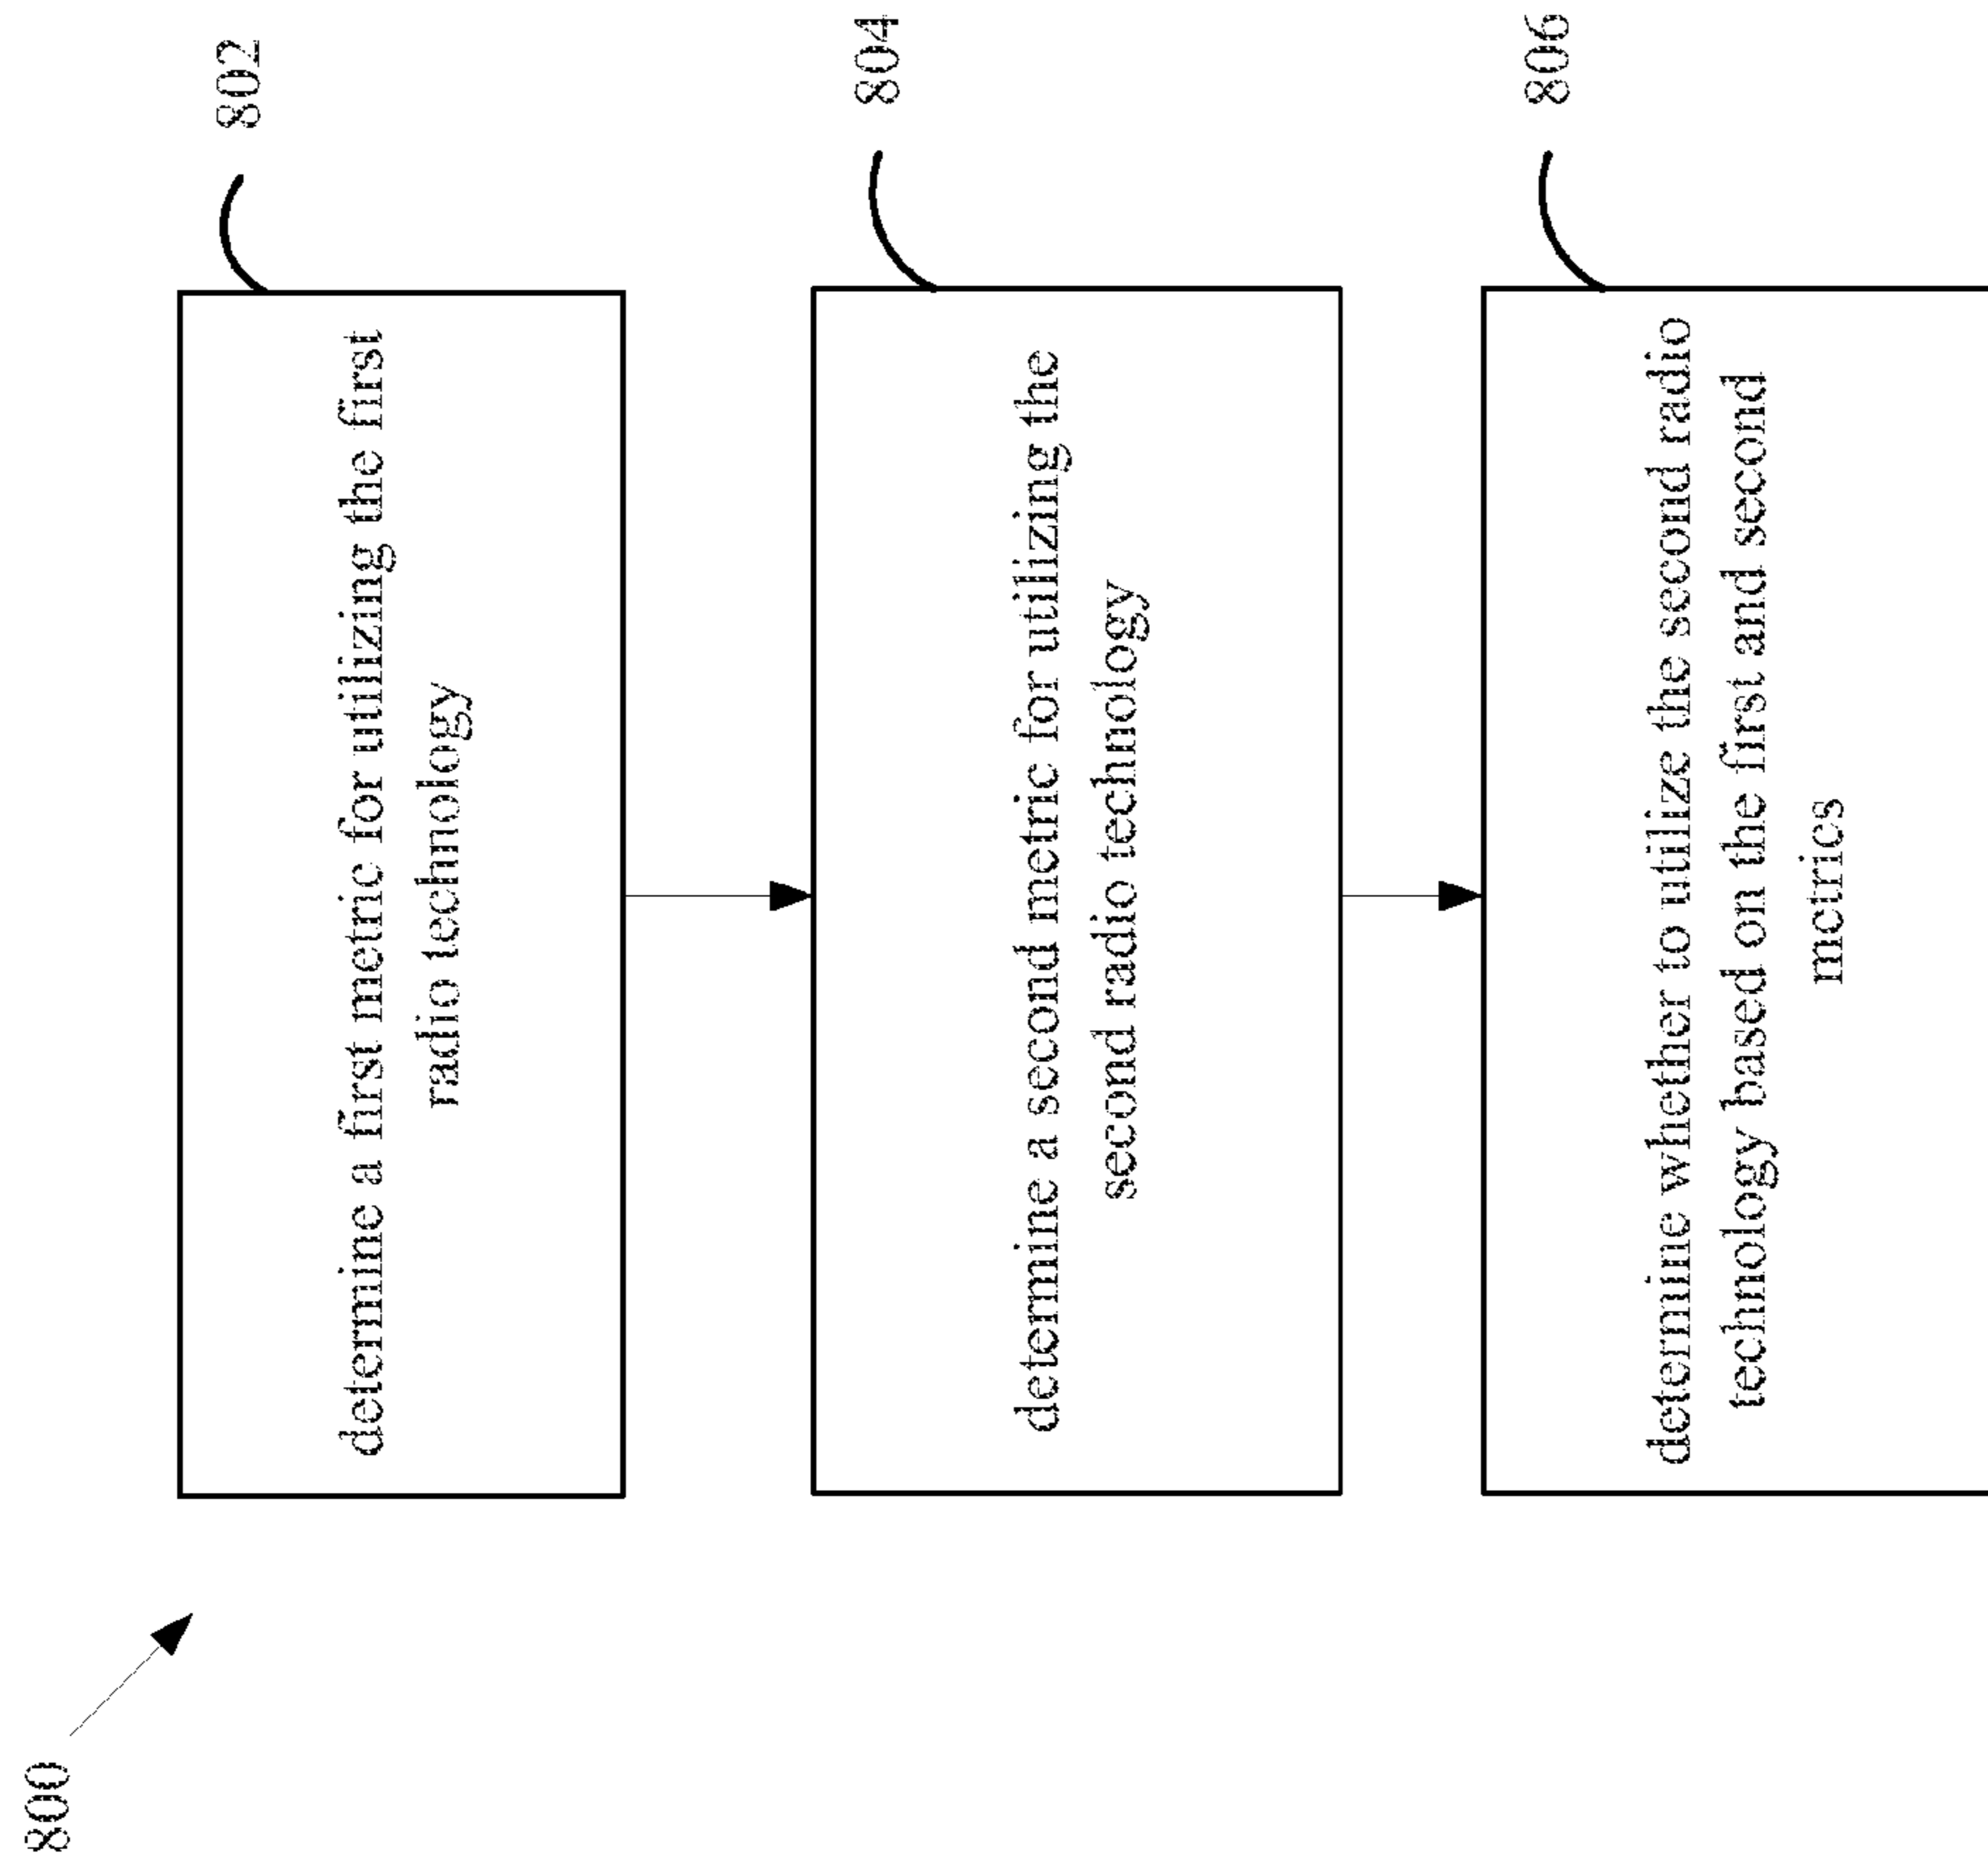 800
802
determine a first metric for utilizing the first
radio technology
804
determine a second metric for utilizing the
second radio technology
806
determine whether to utilize the second radio
technology based on the first and second
metrics